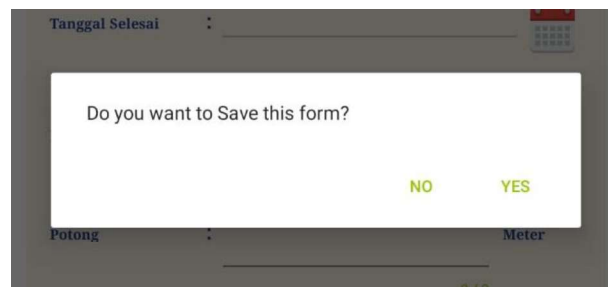 Tanggal Selesai :
Do you want to Save this form?
NO YES
Potong : Meter